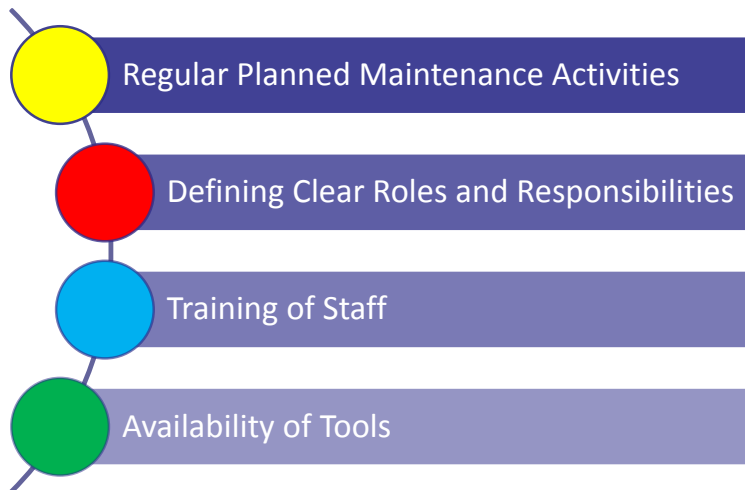 Regular Planned Maintenance Activities
Defining Clear Roles and Responsibilities
Training of Staff
Availability of Tools